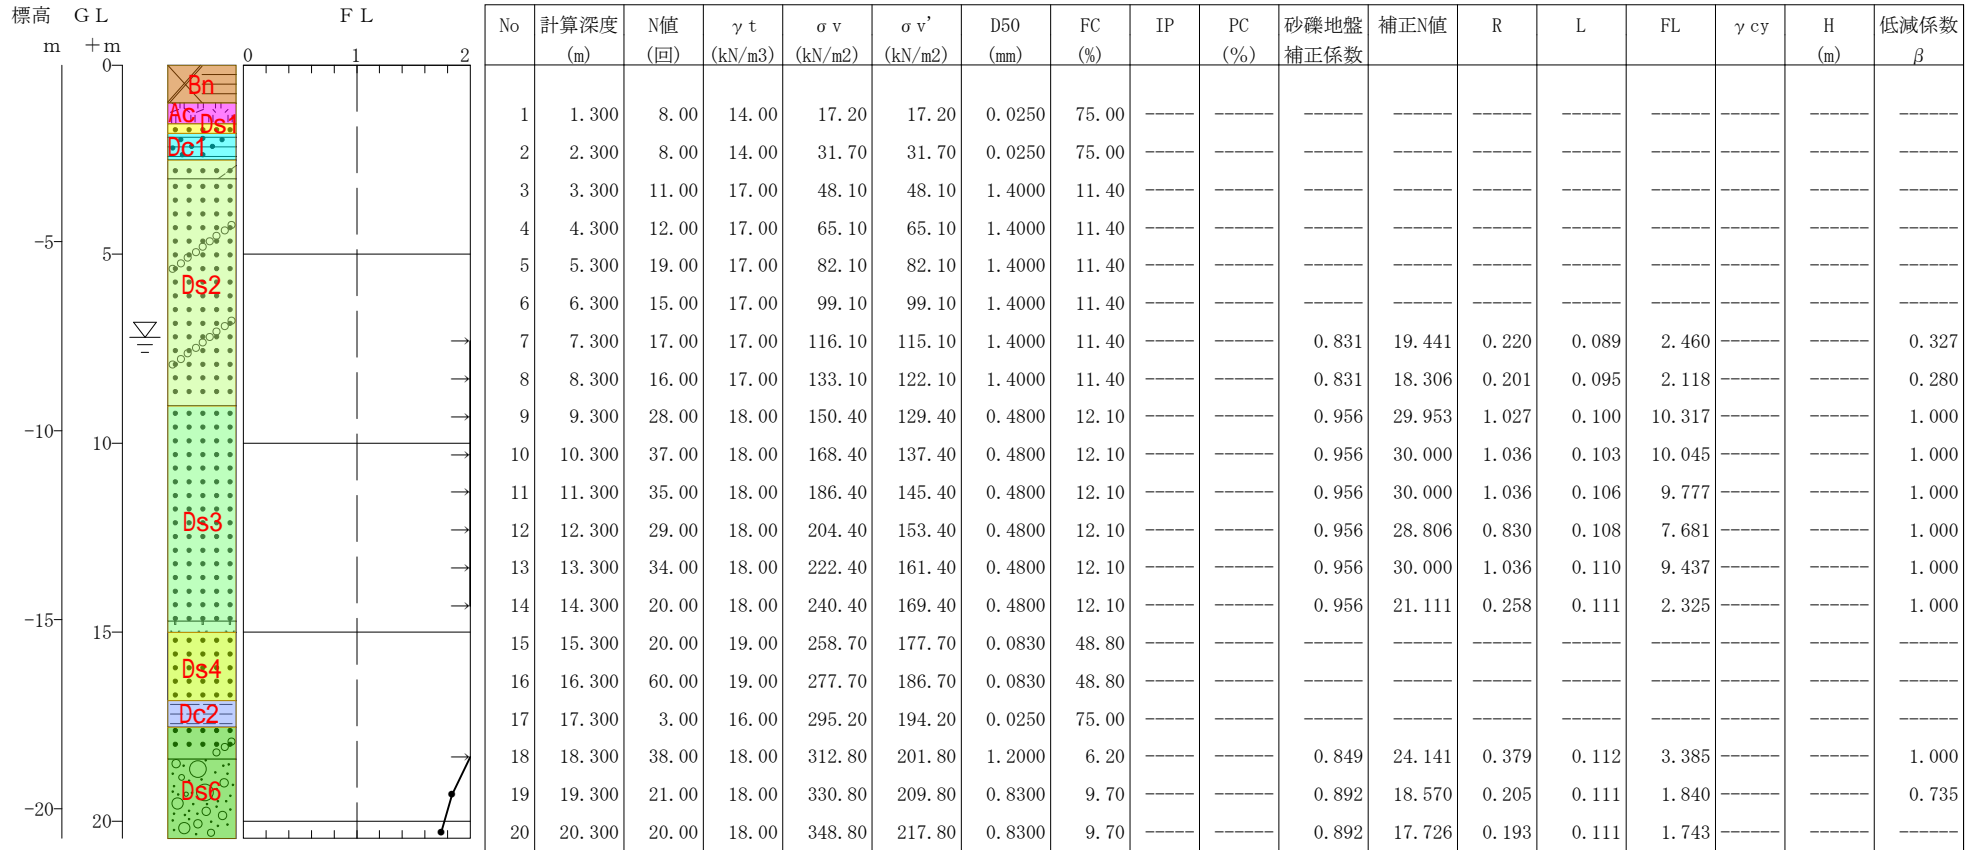 標高 GL FL No 計算深度 N値 γt σv σv' D50 FC IP PC 砂礫地盤 補正N値 R L FL γcy H 低減係数
m +m (m) (回) (kN/m3) (kN/m2) (kN/m2) (mm) (%) (%) 補正係数 (m) β
0 0 1 2
Bn
Ac
Ds1
1 1.300 8.00 14.00 17.20 17.20 0.0250 75.00 ----- ------ ------ ------ ----- ----- ------ ------ ------ ------
Dc1
2 2.300 8.00 14.00 31.70 31.70 0.0250 75.00 ----- ------ ------ ------ ----- ----- ------ ------ ------ ------
3 3.300 11.00 17.00 48.10 48.10 1.4000 11.40 ----- ------ ------ ------ ----- ----- ------ ------ ------ ------
4 4.300 12.00 17.00 65.10 65.10 1.4000 11.40 ----- ------ ------ ------ ----- ----- ------ ------ ------ ------
-5 5
5 5.300 19.00 17.00 82.10 82.10 1.4000 11.40 ----- ------ ------ ------ ----- ----- ------ ------ ------ ------
Ds2
6 6.300 15.00 17.00 99.10 99.10 1.4000 11.40 ----- ------ ------ ------ ----- ----- ------ ------ ------ ------
7 7.300 17.00 17.00 116.10 115.10 1.4000 11.40 ----- ------ 0.831 19.441 0.220 0.089 2.460 ------ ------ 0.327
8 8.300 16.00 17.00 133.10 122.10 1.4000 11.40 ----- ------ 0.831 18.306 0.201 0.095 2.118 ------ ------ 0.280
9 9.300 28.00 18.00 150.40 129.40 0.4800 12.10 ----- ------ 0.956 29.953 1.027 0.100 10.317 ------ ------ 1.000
-10 10
10 10.300 37.00 18.00 168.40 137.40 0.4800 12.10 ----- ------ 0.956 30.000 1.036 0.103 10.045 ------ ------ 1.000
11 11.300 35.00 18.00 186.40 145.40 0.4800 12.10 ----- ------ 0.956 30.000 1.036 0.106 9.777 ------ ------ 1.000
Ds3
12 12.300 29.00 18.00 204.40 153.40 0.4800 12.10 ----- ------ 0.956 28.806 0.830 0.108 7.681 ------ ------ 1.000
13 13.300 34.00 18.00 222.40 161.40 0.4800 12.10 ----- ------ 0.956 30.000 1.036 0.110 9.437 ------ ------ 1.000
14 14.300 20.00 18.00 240.40 169.40 0.4800 12.10 ----- ------ 0.956 21.111 0.258 0.111 2.325 ------ ------ 1.000
-15 15
15 15.300 20.00 19.00 258.70 177.70 0.0830 48.80 ----- ------ ------ ------ ----- ----- ------ ------ ------ ------
Ds4
16 16.300 60.00 19.00 277.70 186.70 0.0830 48.80 ----- ------ ------ ------ ----- ----- ------ ------ ------ ------
Dc2
17 17.300 3.00 16.00 295.20 194.20 0.0250 75.00 ----- ------ ------ ------ ----- ----- ------ ------ ------ ------
18 18.300 38.00 18.00 312.80 201.80 1.2000 6.20 ----- ------ 0.849 24.141 0.379 0.112 3.385 ------ ------ 1.000
Ds6
19 19.300 21.00 18.00 330.80 209.80 0.8300 9.70 ----- ------ 0.892 18.570 0.205 0.111 1.840 ------ ------ 0.735
-20 20
20 20.300 20.00 18.00 348.80 217.80 0.8300 9.70 ----- ------ 0.892 17.726 0.193 0.111 1.743 ------ ------ ------